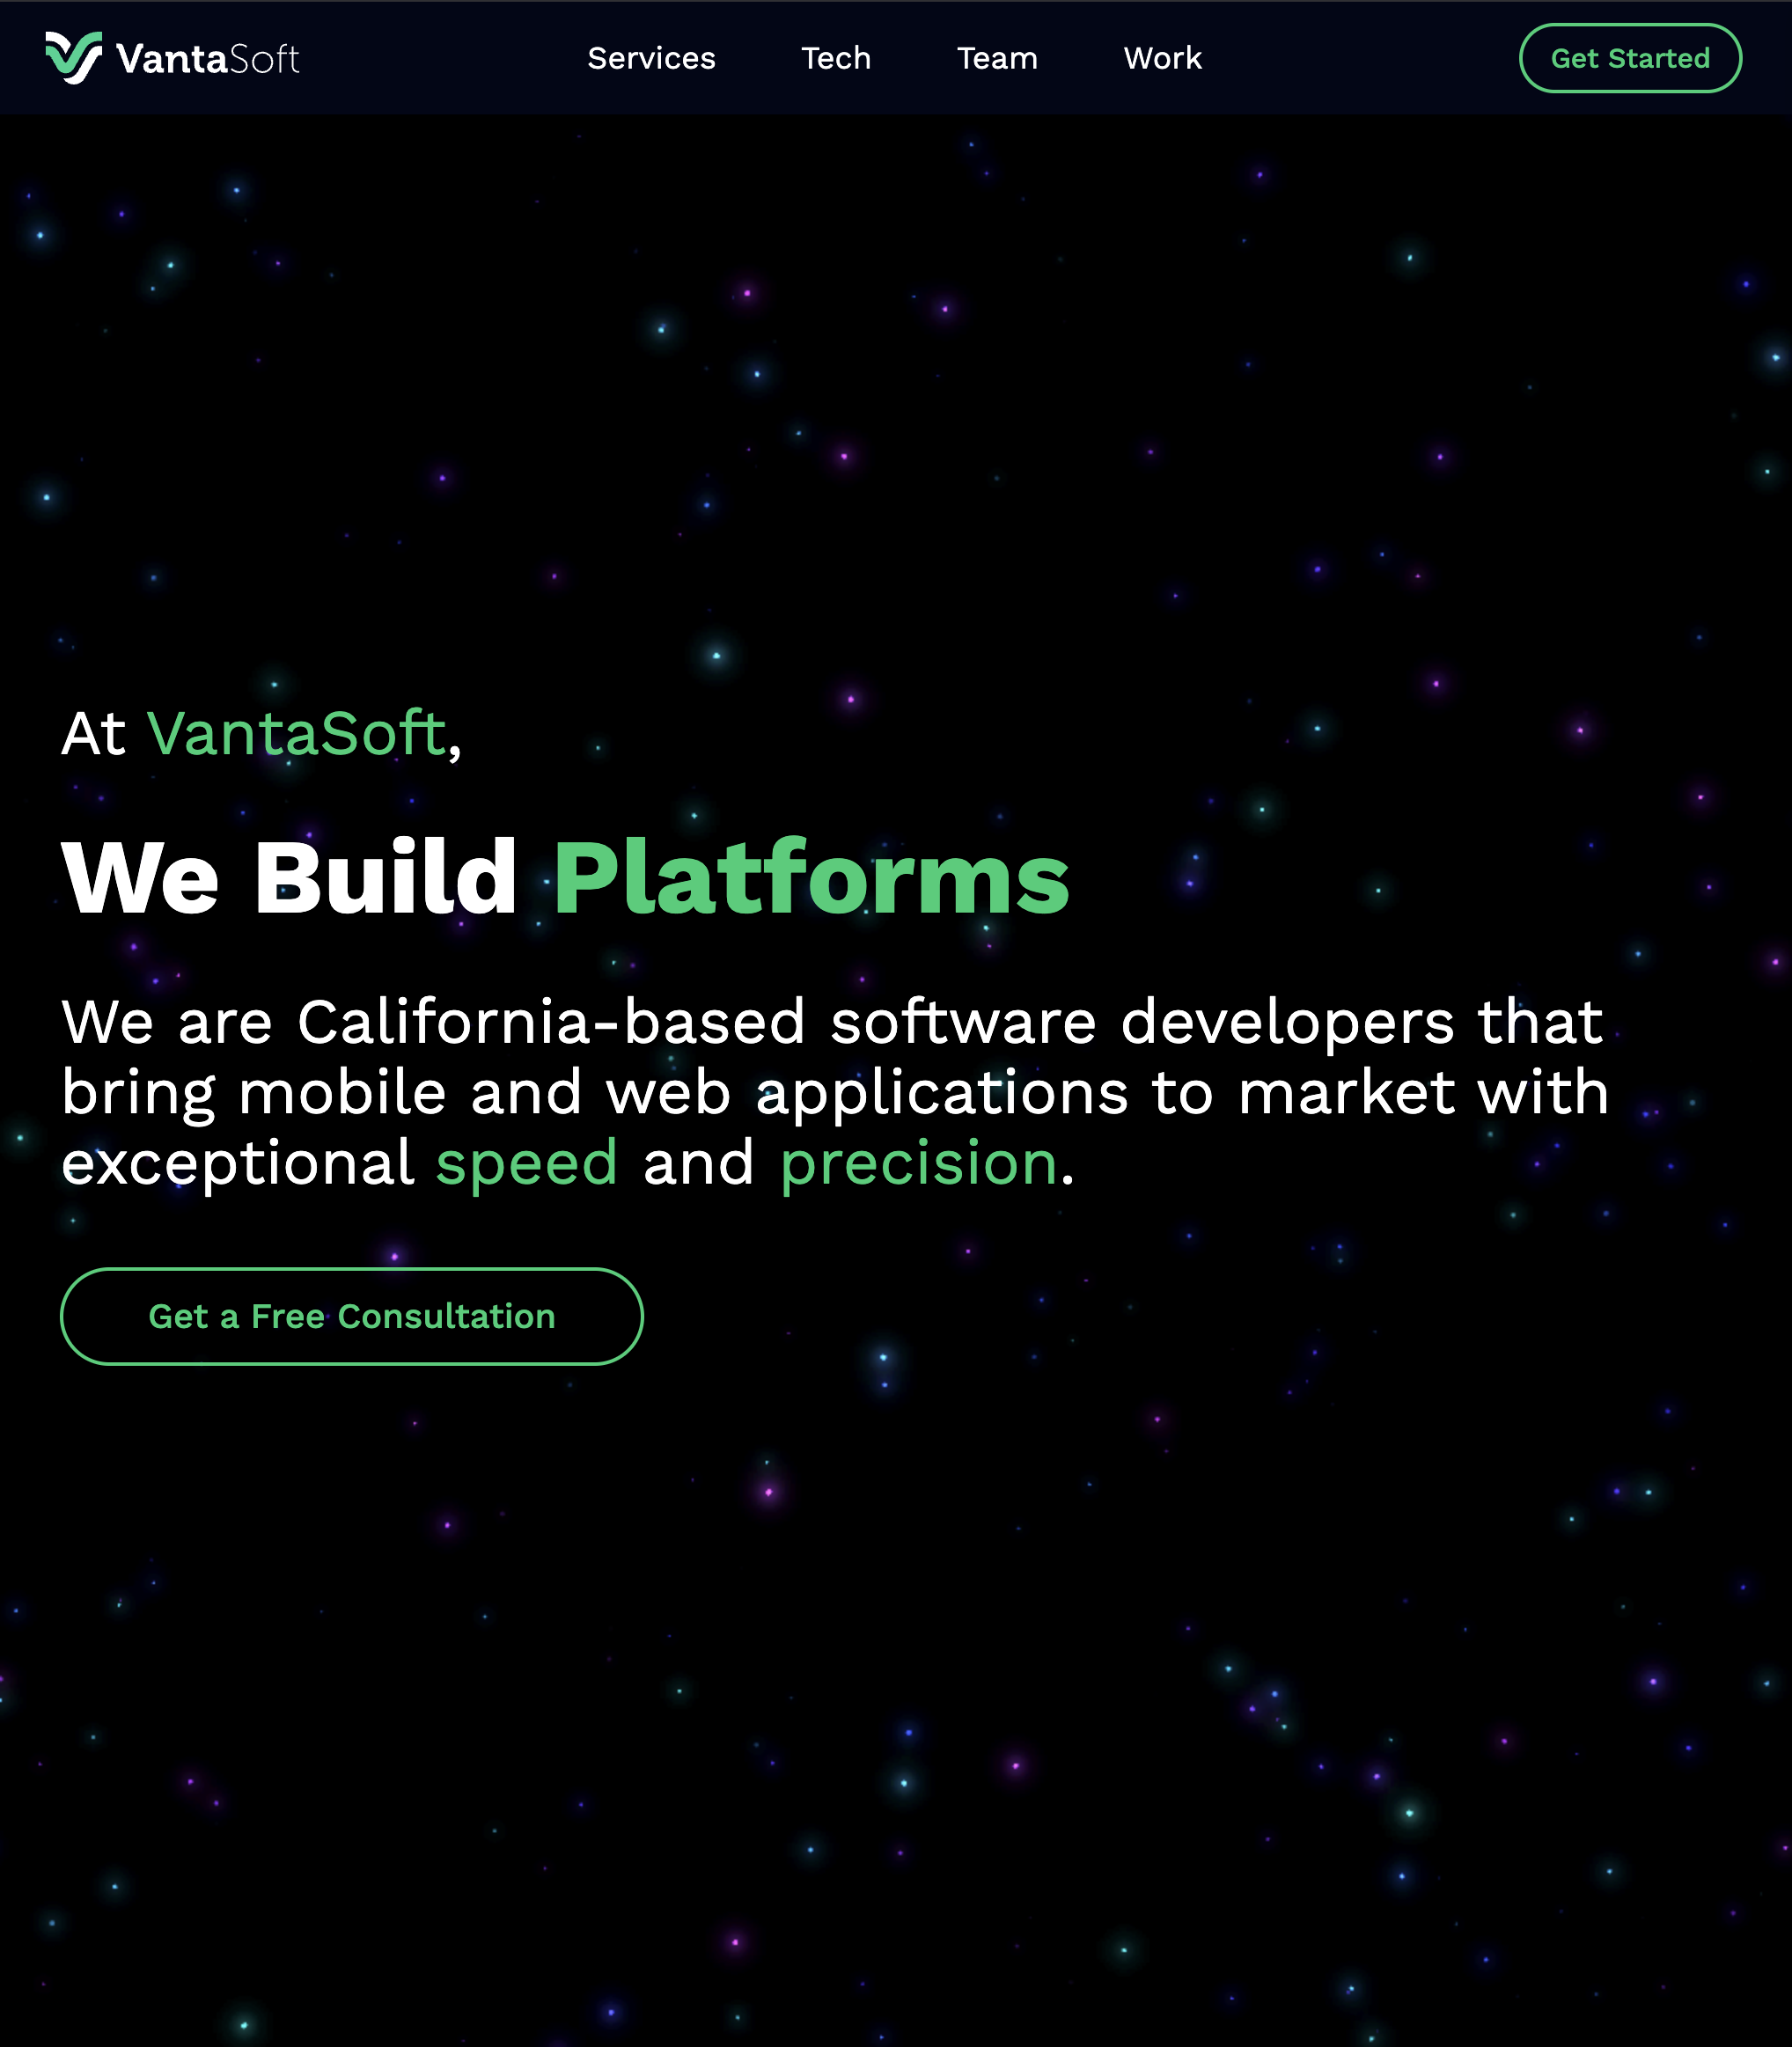 VantaSoft
Services
Tech
Team
Work
Get Started
At VantaSoft,
We Build Platforms
We are California-based software developers that
bring mobile and web applications to market with
exceptional speed and precision.
Get a Free Consultation